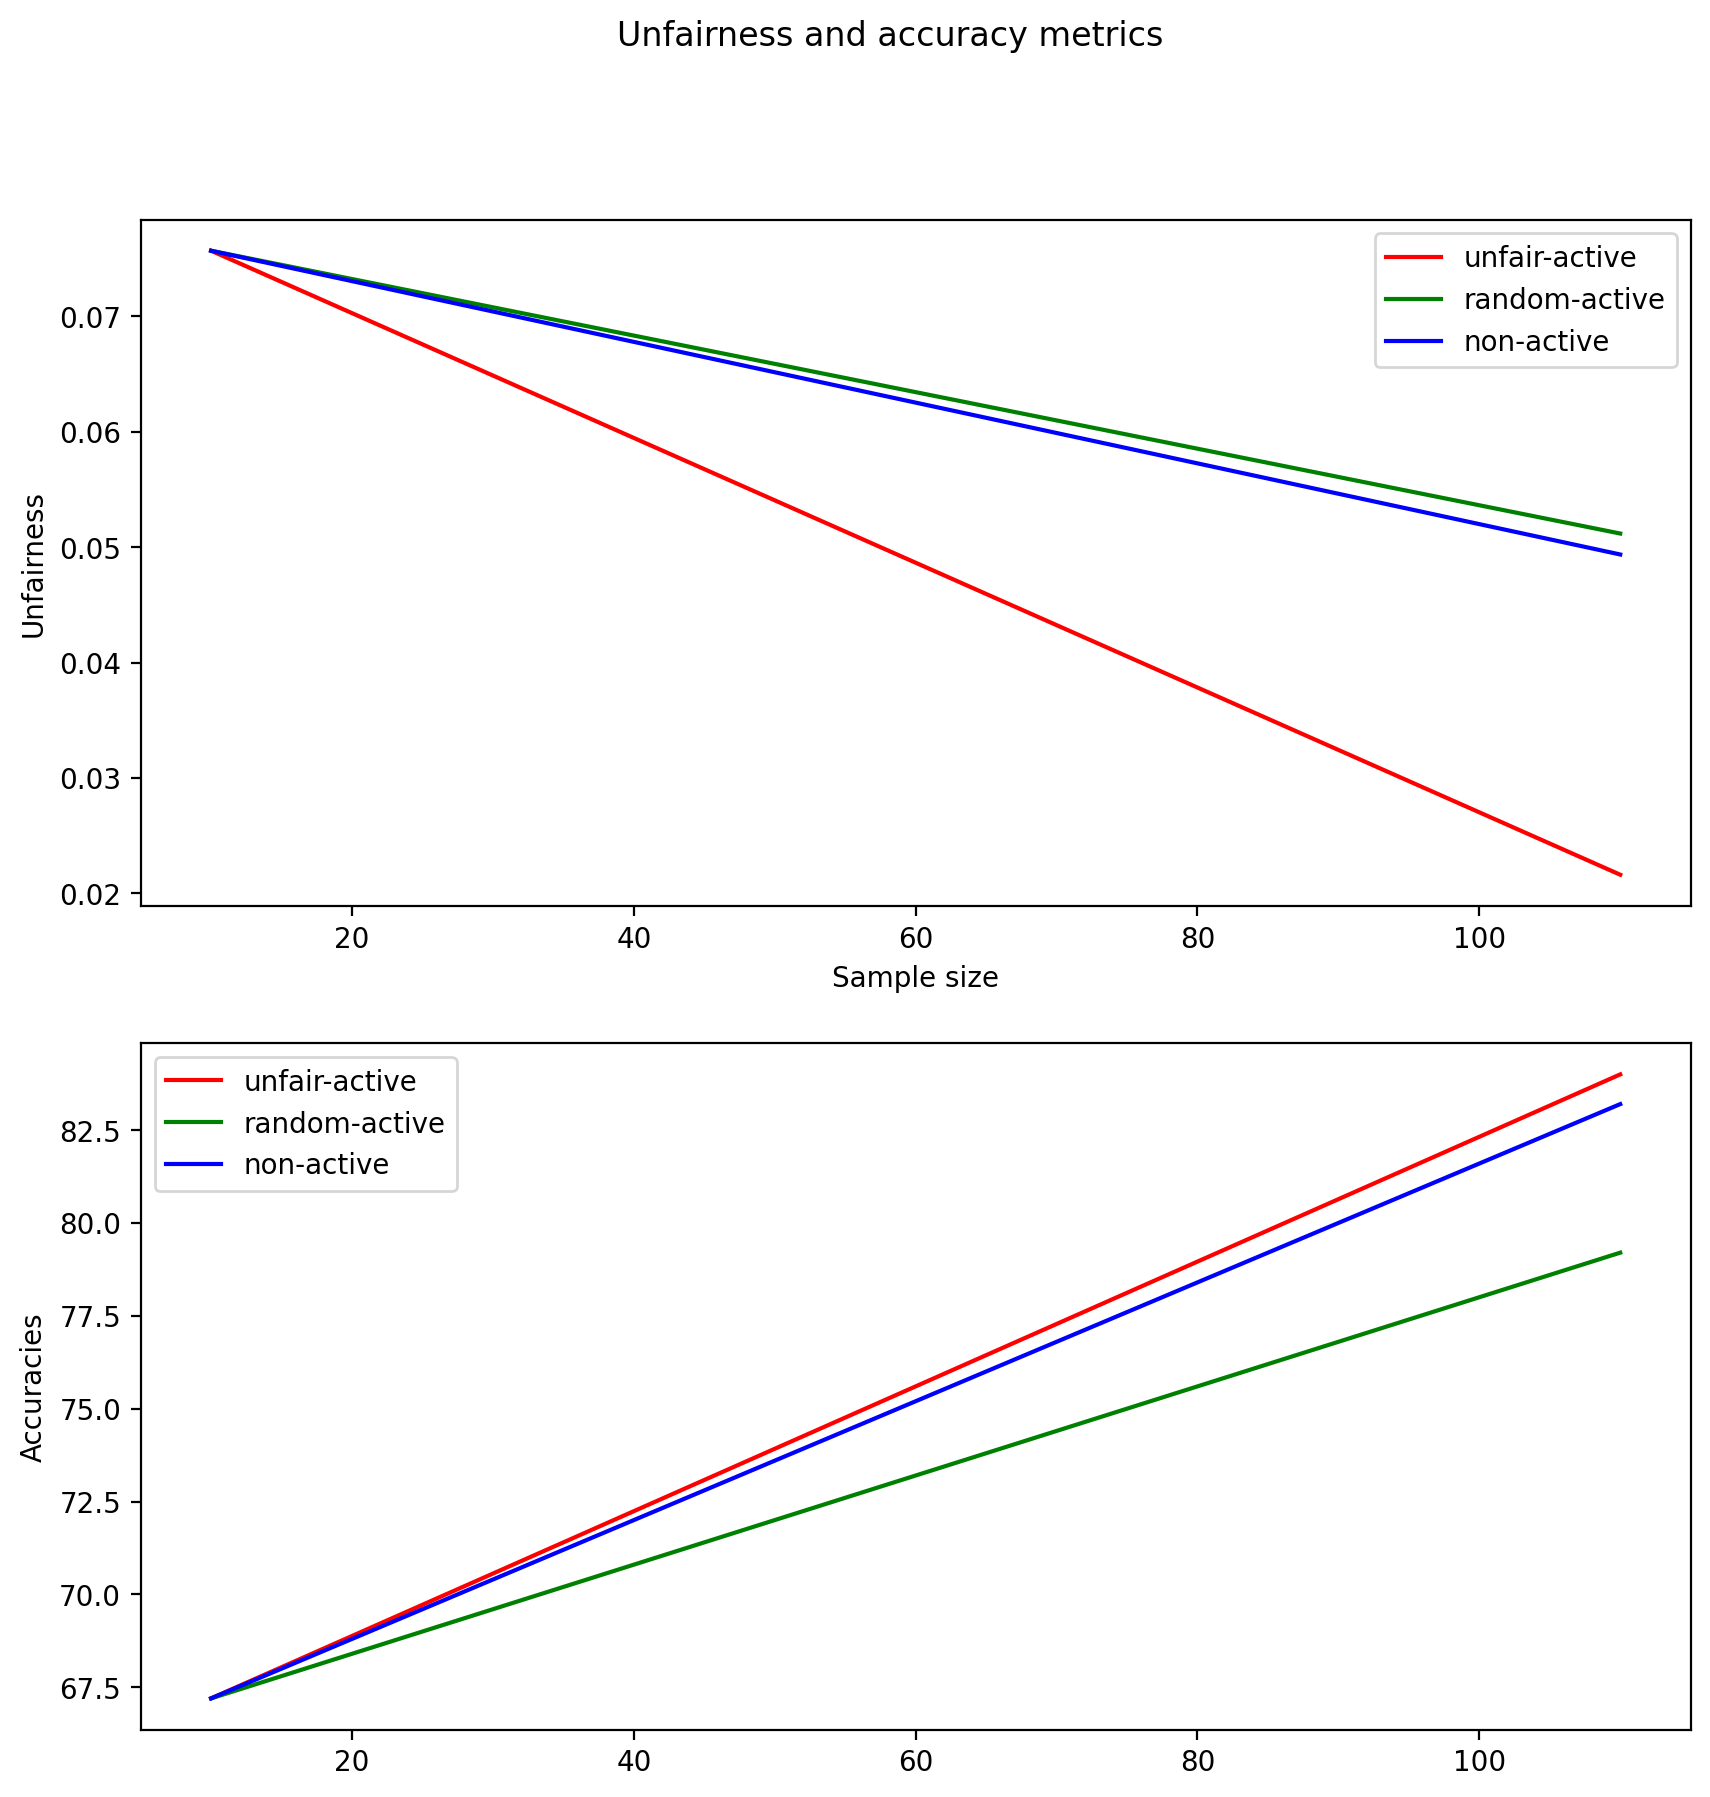 Unfairness and accuracy metrics
unfair-active
random-active
non-active
0.07
0.06
0.05
0.04
0.03
0.02
Unfairness
20 40 60 80 100
Sample size
unfair-active
random-active
non-active
82.5
80.0
77.5
75.0
72.5
70.0
67.5
Accuracies
20 40 60 80 100